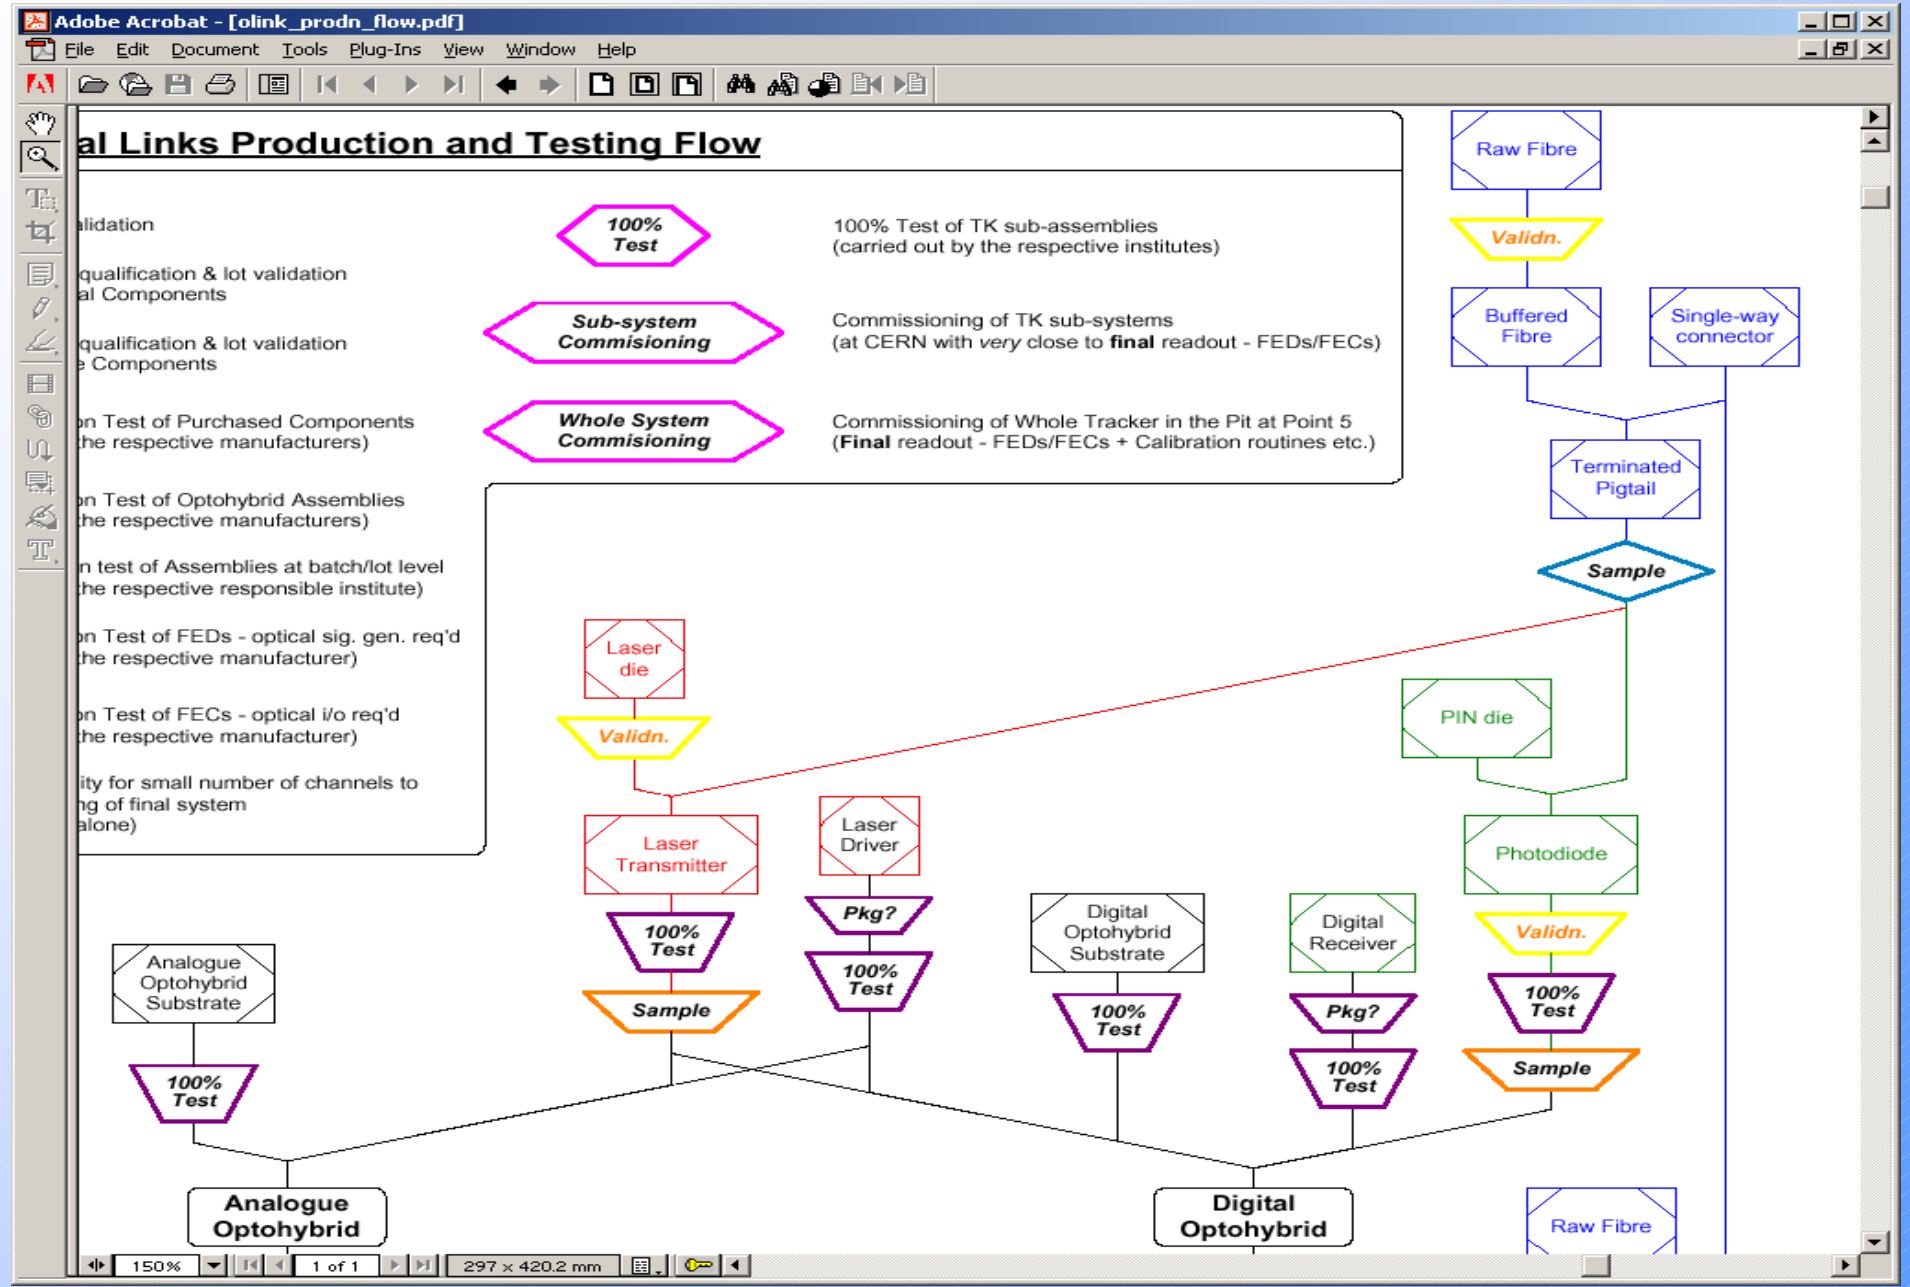 Adobe Acrobat - [olink_prodn_flow.pdf]
File Edit Document Tools Plug-Ins View Window Help
al Links Production and Testing Flow
alidation
qualification & lot validation
al Components
qualification & lot validation
e Components
on Test of Purchased Components
the respective manufacturers)
on Test of Optohybrid Assemblies
the respective manufacturers)
n test of Assemblies at batch/lot level
the respective responsible institute)
on Test of FEDs - optical sig. gen. req'd
the respective manufacturer)
on Test of FECs - optical i/o req'd
the respective manufacturer)
ity for small number of channels to
ng of final system
alone)
100%
Test
100% Test of TK sub-assemblies
(carried out by the respective institutes)
Sub-system
Commisioning
Commissioning of TK sub-systems
(at CERN with very close to final readout - FEDs/FECs)
Whole System
Commisioning
Commissioning of Whole Tracker in the Pit at Point 5
(Final readout - FEDs/FECs + Calibration routines etc.)
Raw Fibre
Validn.
Buffered
Fibre
Single-way
connector
Terminated
Pigtail
Sample
Laser
die
Validn.
PIN die
Laser
Transmitter
Laser
Driver
Photodiode
100%
Test
Pkg?
Sample
100%
Test
Digital
Optohybrid
Substrate
Digital
Receiver
Validn.
Analogue
Optohybrid
Substrate
100%
Test
100%
Test
Pkg?
100%
Test
100%
Test
Sample
Analogue
Optohybrid
Digital
Optohybrid
Raw Fibre
150% 1 of 1 297 x 420.2 mm